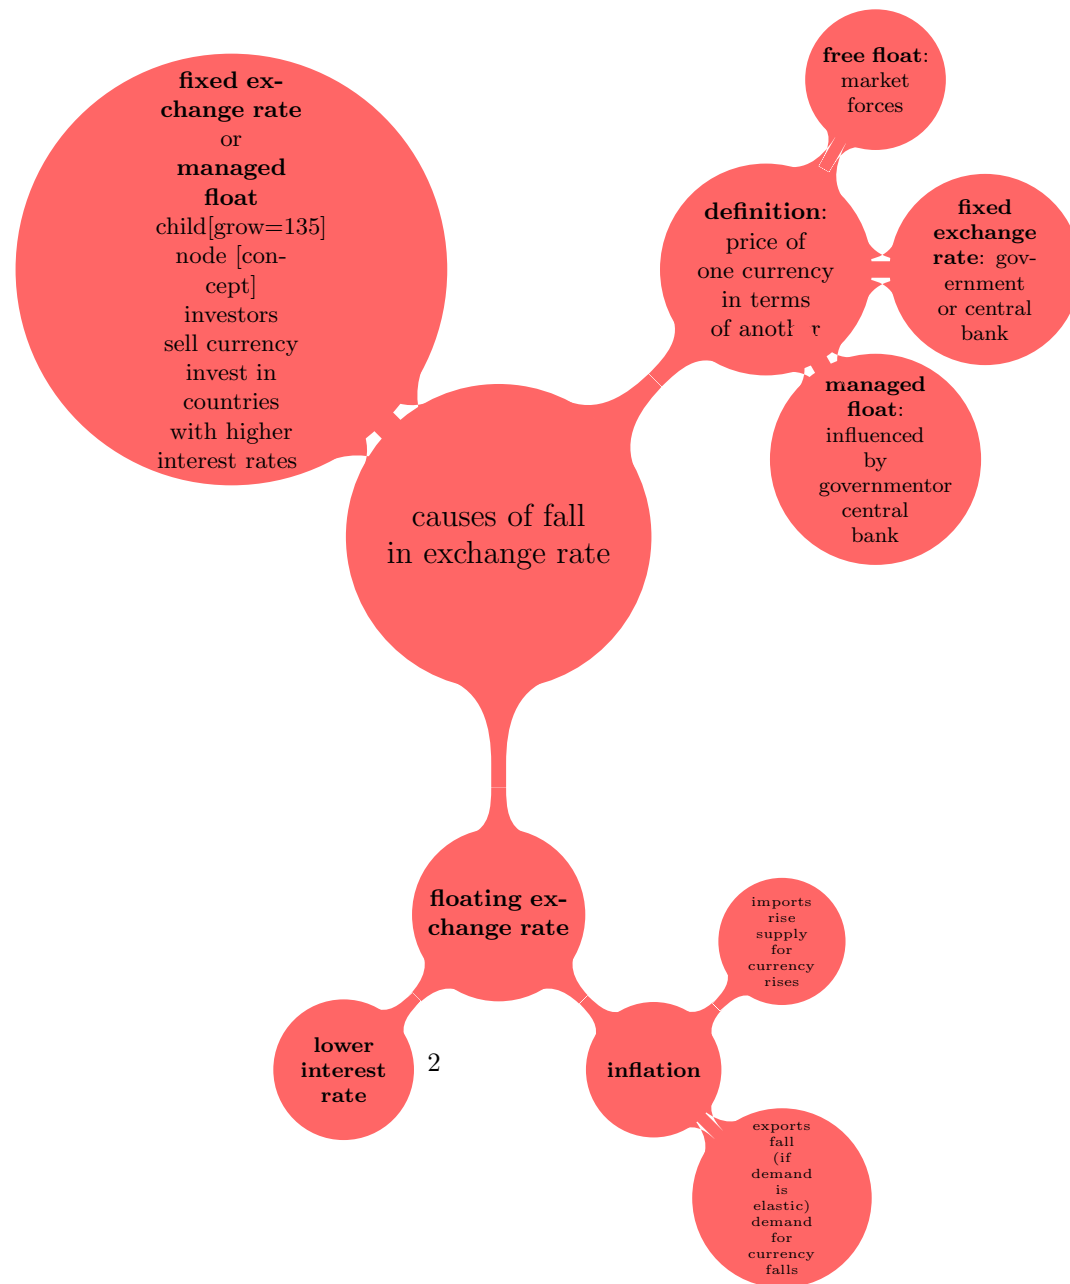 free float:
market
forces
fixed ex-
change rate
or
managed
float
child[grow=135]
node [con-
cept]
investors
sell currency
invest in
countries
with higher
interest rates
definition:
price of
one currency
in terms
of another
fixed
exchange
rate: gov-
ernment
or central
bank
managed
float:
influenced
by
governmentor
central
bank
causes of fall
in exchange rate
floating ex-
change rate
imports
rise
supply
for
currency
rises
lower
interest
rate
2
inflation
exports
fall
(if
demand
is
elastic)
demand
for
currency
falls